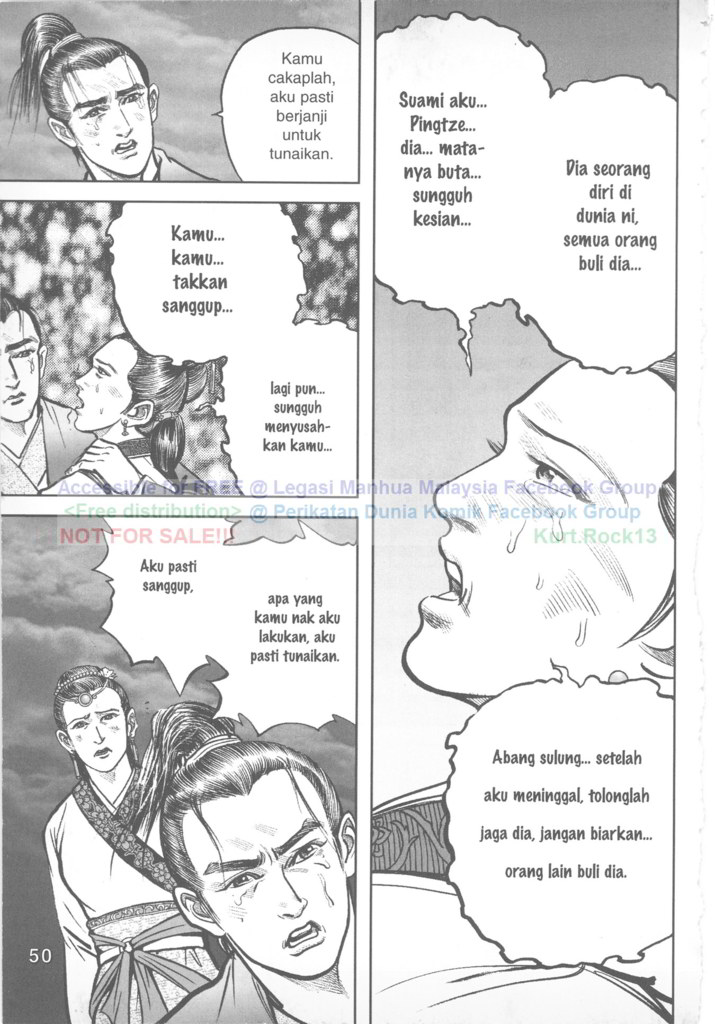 Kamu
cakaplah,
aku pasti
berjanji
untuk
tunaikan.
Kamu...
kamu...
takkan
sanggup...
lagi pun...
sungguh
menyusah-
kan kamu...
Aku pasti
sanggup,
apa yang
kamu nak aku
lakukan, aku
pasti tunaikan.
Suami aku...
Pingtze...
dia... mata-
nya buta...
sungguh
kesian...
Dia seorang
diri di
dunia ni,
semua orang
buli dia...
Abang sulung... setelah
aku meninggal, tolonglah
jaga dia, jangan biarkan...
orang lain buli dia.
Accessible for FREE @ Legasi Manhua Malaysia Facebook Group
<Free distribution> @ Perikatan Dunia Komik Facebook Group
NOT FOR SALE!!! Kurt.Rock13
50